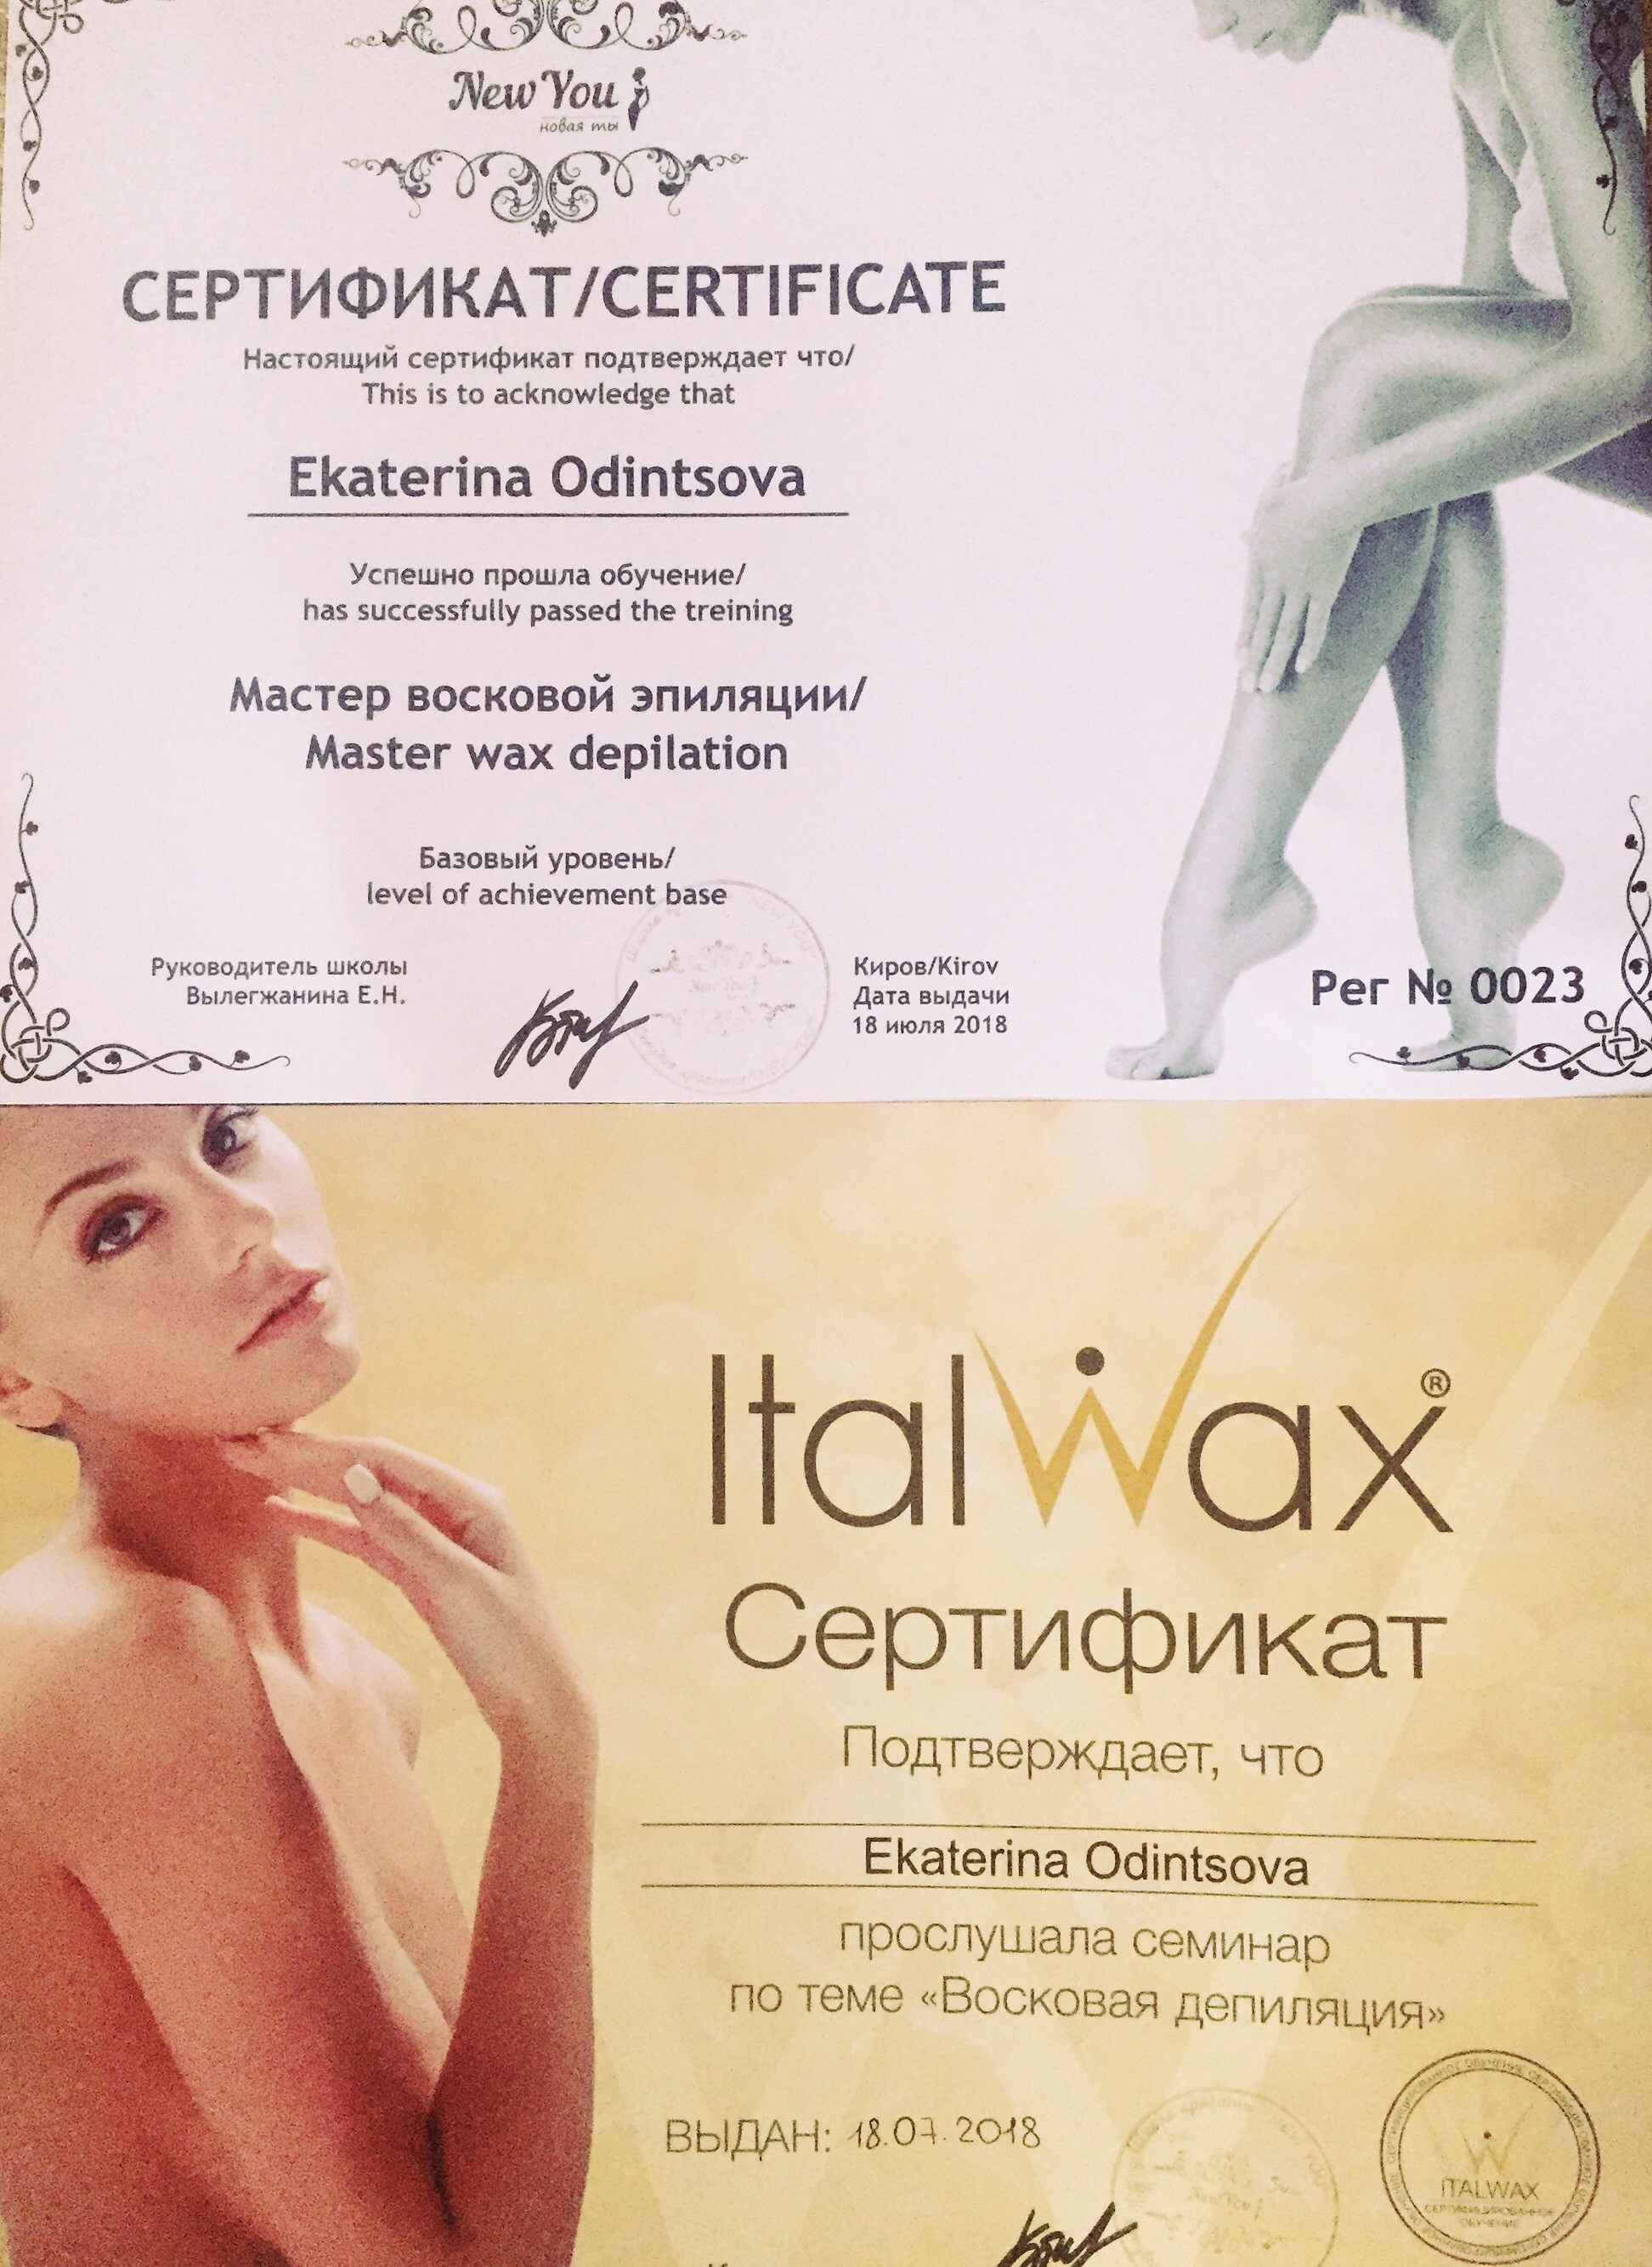 New You
новая ты
СЕРТИФИКАТ/CERTIFICATE
Настоящий сертификат подтверждает что/
This is to acknowledge that
Ekaterina Odintsova
Успешно прошла обучение/
has successfully passed the treining
Мастер восковой эпиляции/
Master wax depilation
Базовый уровень/
level of achievement base
Руководитель школы
Вылегжанина Е.Н.
Киров/Kirov
Дата выдачи
18 июля 2018
Рег № 0023
ItalWax®
Сертификат
Подтверждает, что
Ekaterina Odintsova
прослушала семинар
по теме «Восковая депиляция»
ВЫДАН: 18.07.2018
ITALWAX
СЕРТИФИЦИРОВАННОЕ
ОБУЧЕНИЕ